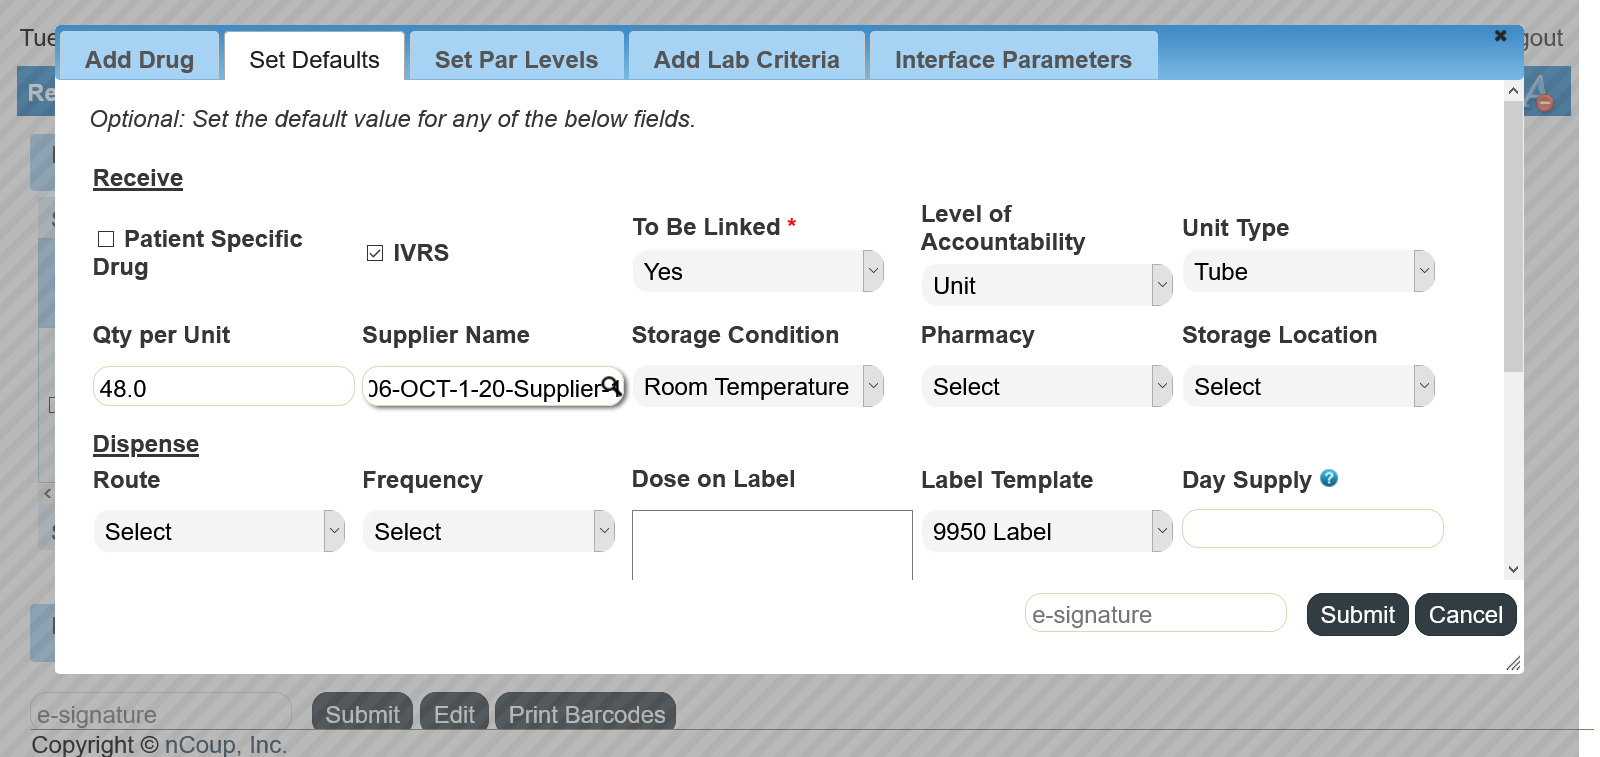 Tue
gout
Add Drug Set Defaults Set Par Levels Add Lab Criteria Interface Parameters
Re
Optional: Set the default value for any of the below fields.
Receive
Patient Specific Drug
IVRS
To Be Linked *
Level of Accountability
Unit Type
Yes
Unit
Tube
Qty per Unit Supplier Name Storage Condition Pharmacy Storage Location
48.0 06-OCT-1-20-Supplier-1 Room Temperature Select Select
Dispense
Route Frequency Dose on Label Label Template Day Supply ?
Select Select 9950 Label
e-signature Submit Cancel
e-signature Submit Edit Print Barcodes
Copyright © nCoup, Inc.